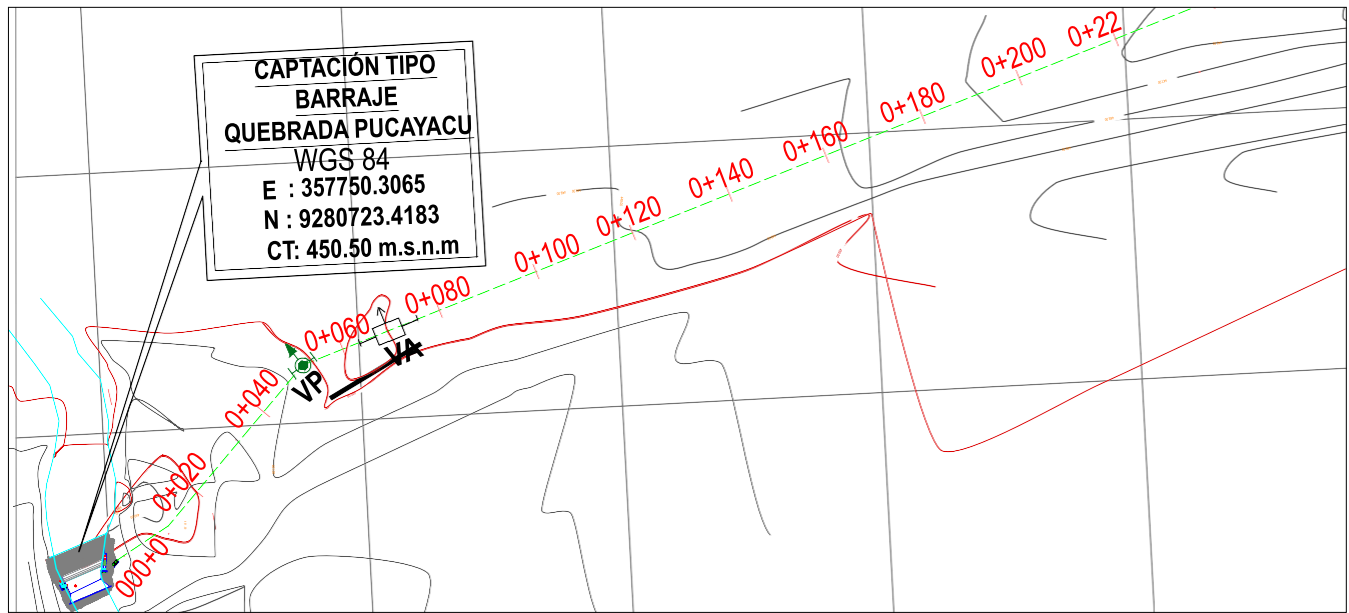 CAPTACIÓN TIPO
BARRAJE
QUEBRADA PUCAYACU
WGS 84
E : 357750.3065
N : 9280723.4183
CT: 450.50 m.s.n.m
0+22
0+200
0+180
0+160
0+140
0+120
0+100
0+080
0+060
VA
VP
0+040
0+020
000+0